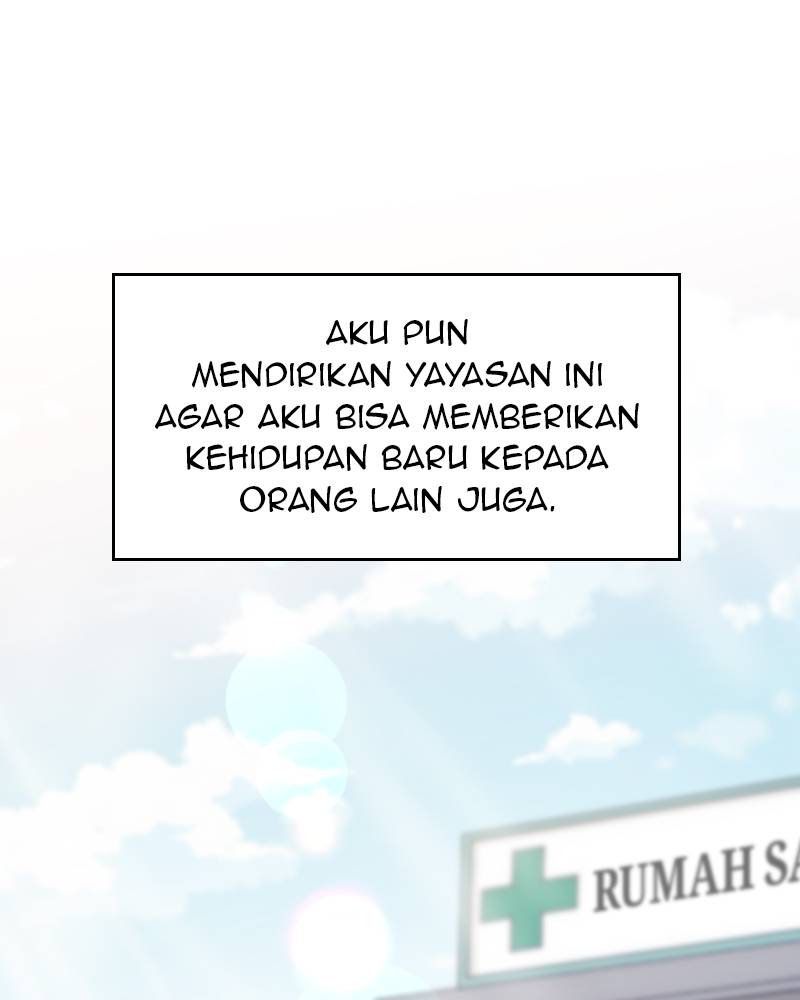 AKU PUN
MENDIRIKAN YAYASAN INI
AGAR AKU BISA MEMBERIKAN
KEHIDUPAN BARU KEPADA
ORANG LAIN JUGA.
RUMAH SA